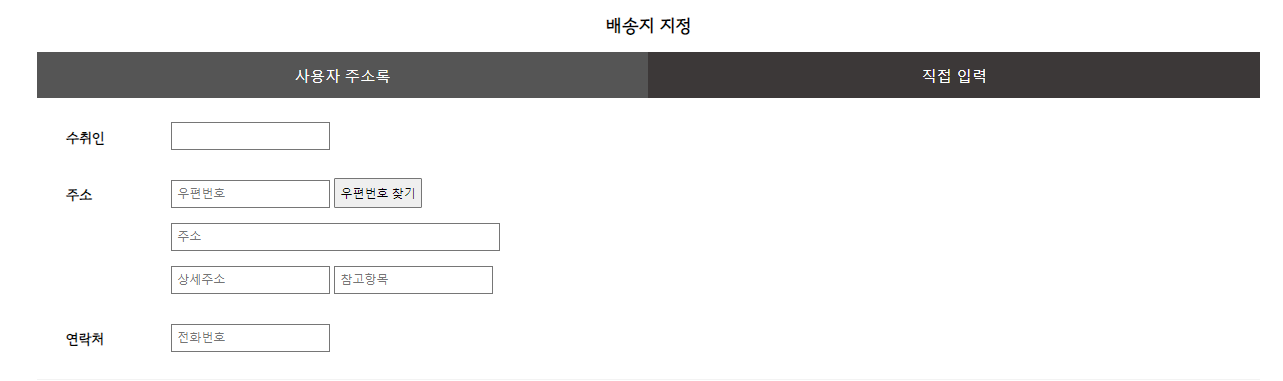 배송지 지정
사용자 주소록 직접 입력
수취인
주소 우편번호 우편번호 찾기
주소
상세주소 참고항목
연락처 전화번호